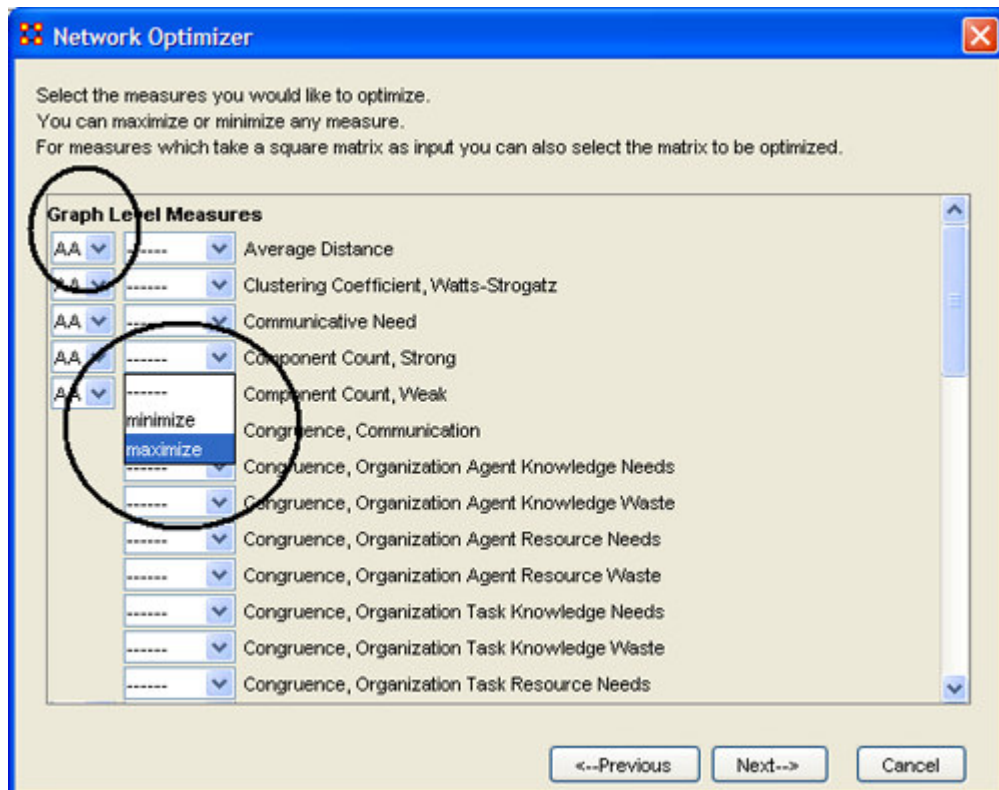 Network Optimizer
Select the measures you would like to optimize.
You can maximize or minimize any measure.
For measures which take a square matrix as input you can also select the matrix to be optimized.
Graph Level Measures
AA ------ Average Distance
AA ------ Clustering Coefficient, Watts-Strogatz
AA ------ Communicative Need
AA ------ Component Count, Strong
AA ------ Component Count, Weak
minimize Congruence, Communication
maximize
------ Congruence, Organization Agent Knowledge Needs
------ Congruence, Organization Agent Knowledge Waste
------ Congruence, Organization Agent Resource Needs
------ Congruence, Organization Agent Resource Waste
------ Congruence, Organization Task Knowledge Needs
------ Congruence, Organization Task Knowledge Waste
------ Congruence, Organization Task Resource Needs
<--Previous Next--> Cancel